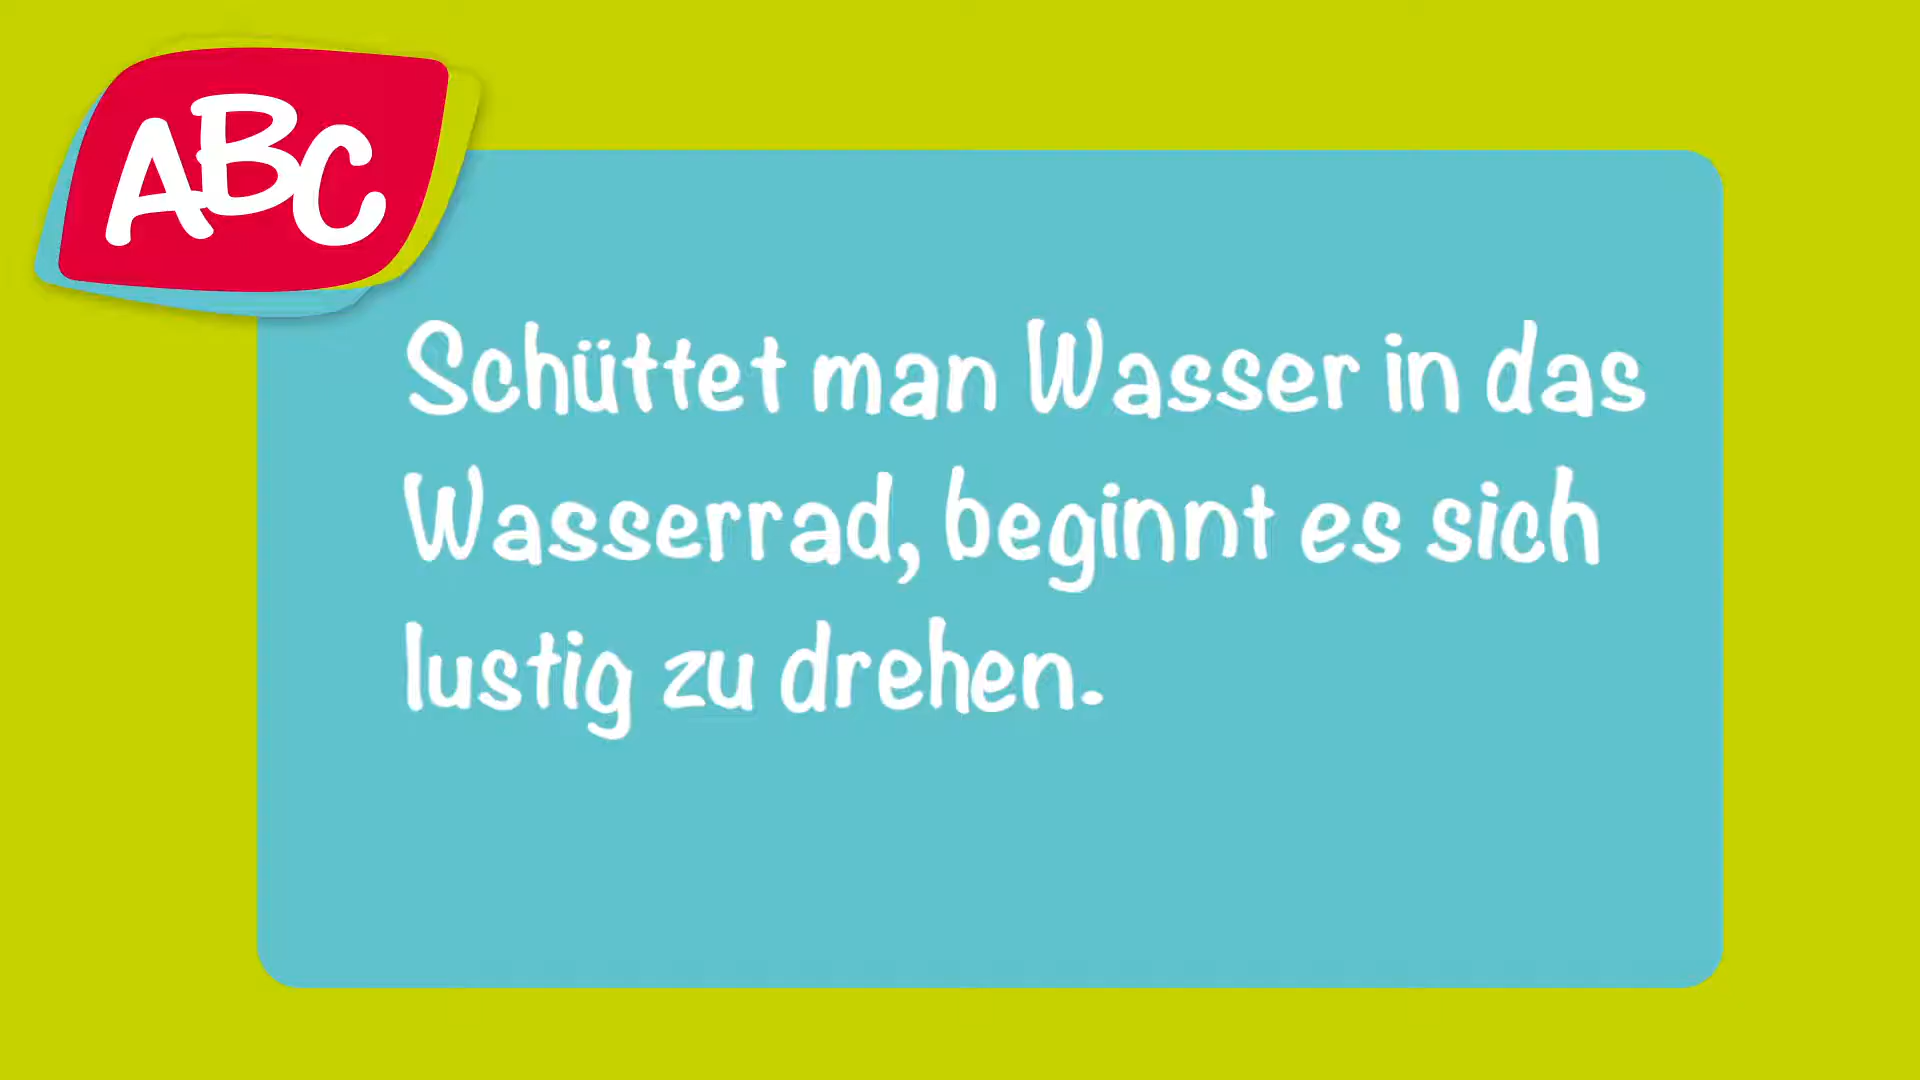 ABC
Schüttet man Wasser in das
Wasserrad, beginnt es sich
lustig zu drehen.